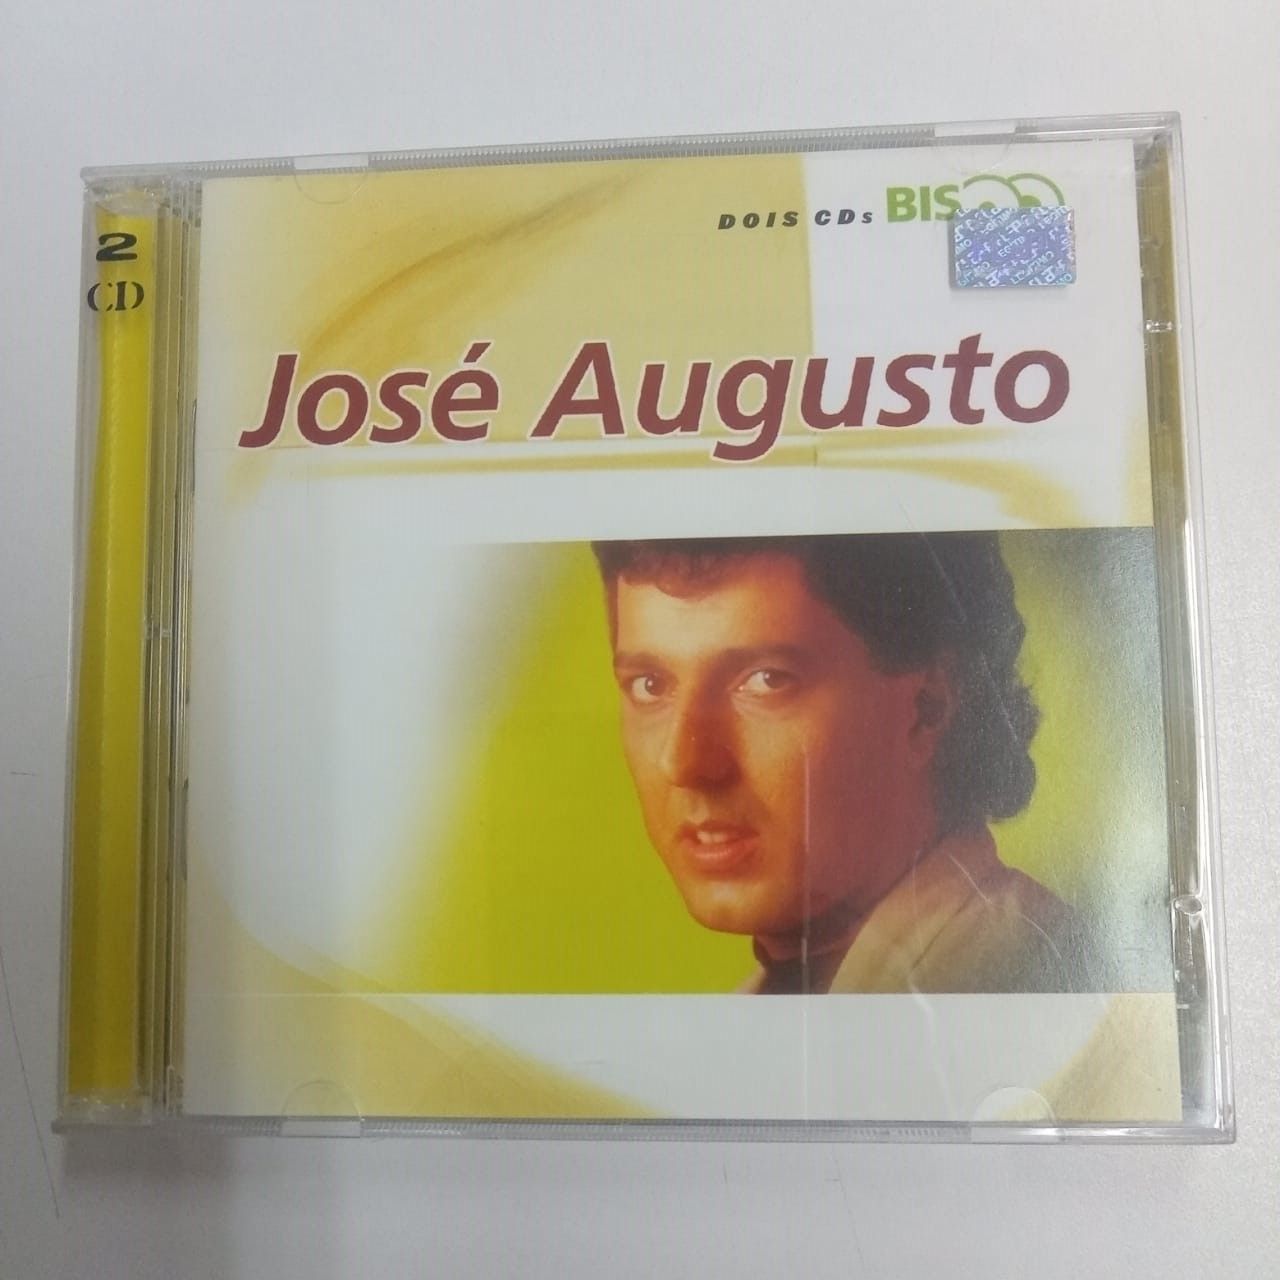 2
CD
DOIS CDs BIS
José Augusto